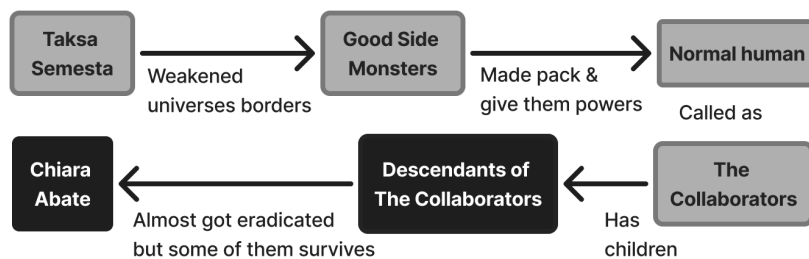 Taksa
Semesta
Weakened
universes borders
Good Side
Monsters
Made pack &
give them powers
Normal human
Called as
The
Collaborators
Has
children
Descendants of
The Collaborators
Almost got eradicated
but some of them survives
Chiara
Abate